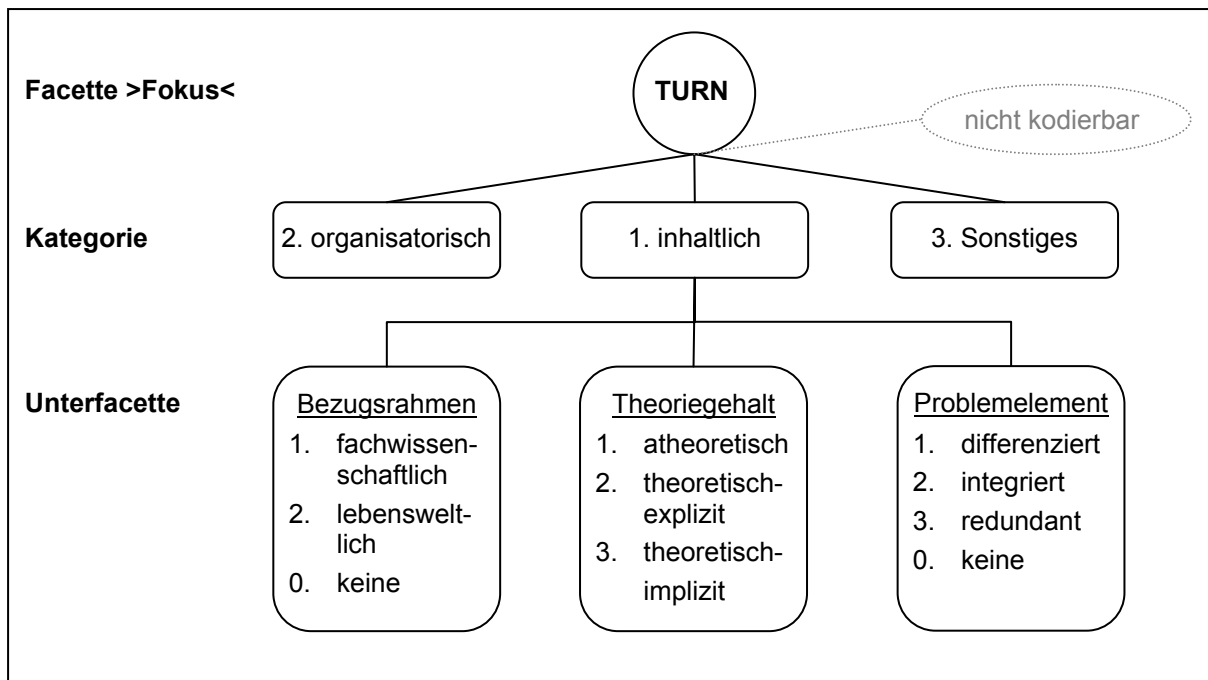 Facette >Fokus<
TURN
nicht kodierbar
Kategorie
2. organisatorisch
1. inhaltlich
3. Sonstiges
Unterfacette
Bezugsrahmen
1. fachwissen-
schaftlich
2. lebenswelt-
lich
0. keine
Theoriegehalt
1. atheoretisch
2. theoretisch-
explizit
3. theoretisch-
implizit
Problemelement
1. differenziert
2. integriert
3. redundant
0. keine